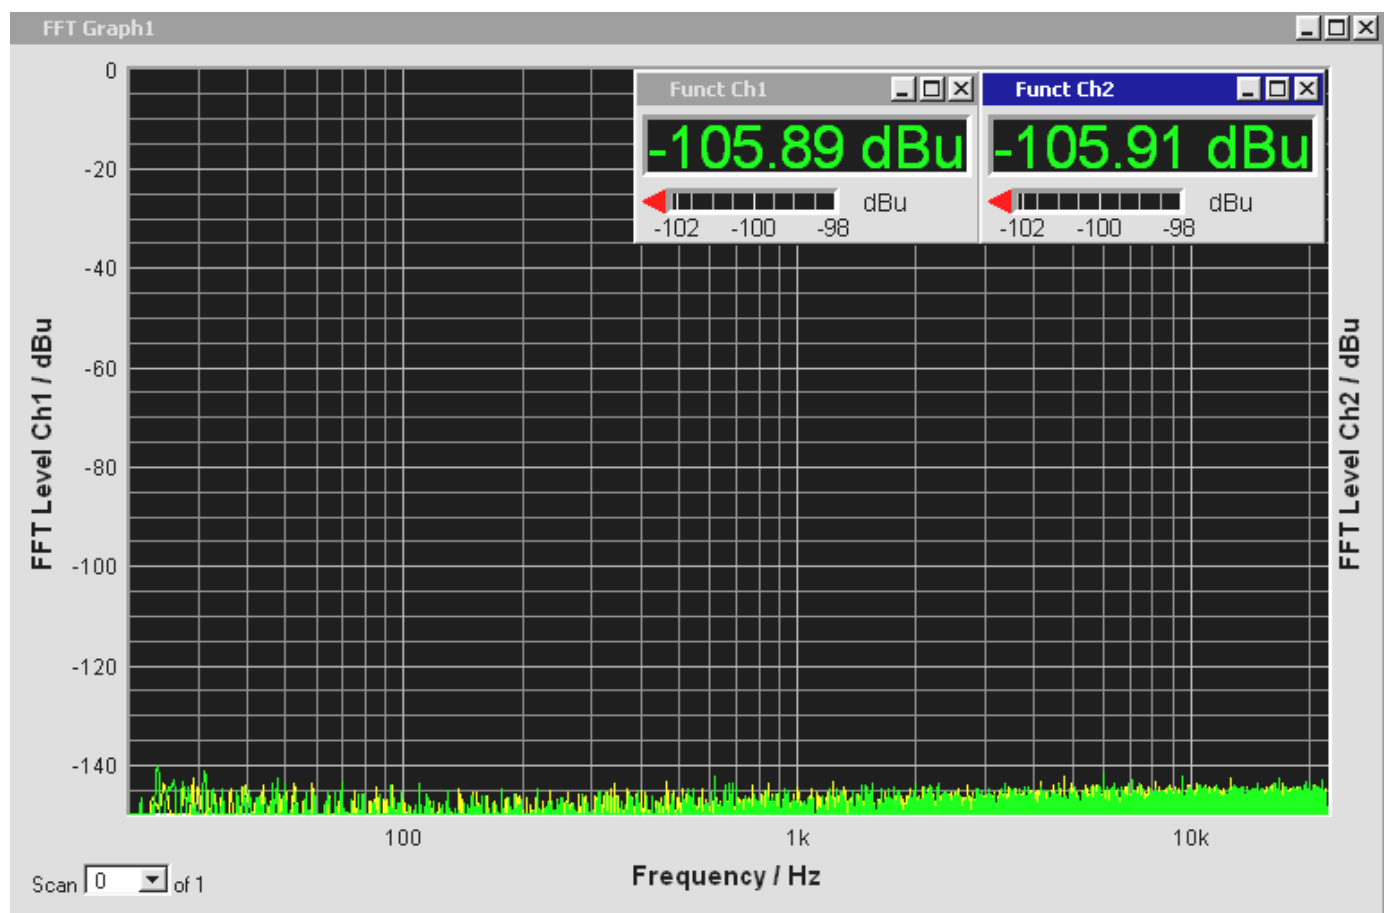 FFT Graph1
0
-20
-40
-60
-80
-100
-120
-140
FFT Level Ch1 / dBu
Funct Ch1
-105.89 dBu
dBu
-102 -100 -98
Funct Ch2
-105.91 dBu
dBu
-102 -100 -98
FFT Level Ch2 / dBu
100 1k 10k
Frequency / Hz
Scan 0 of 1